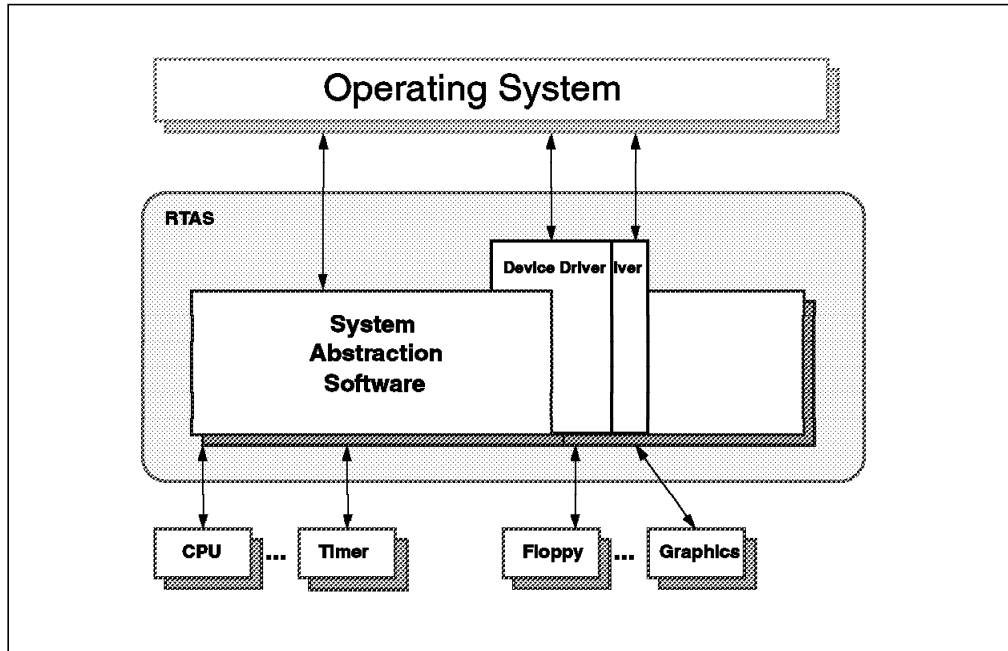 Operating System
RTAS
Device Driver iver
System
Abstraction
Software
CPU ... Timer Floppy ... Graphics